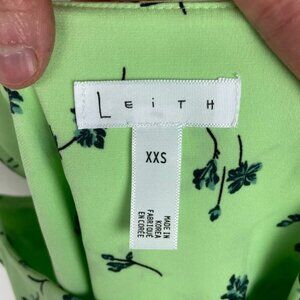 LEiTH
XXS
MADE IN
KOREA
FABRIQUÉ
EN CORÉE